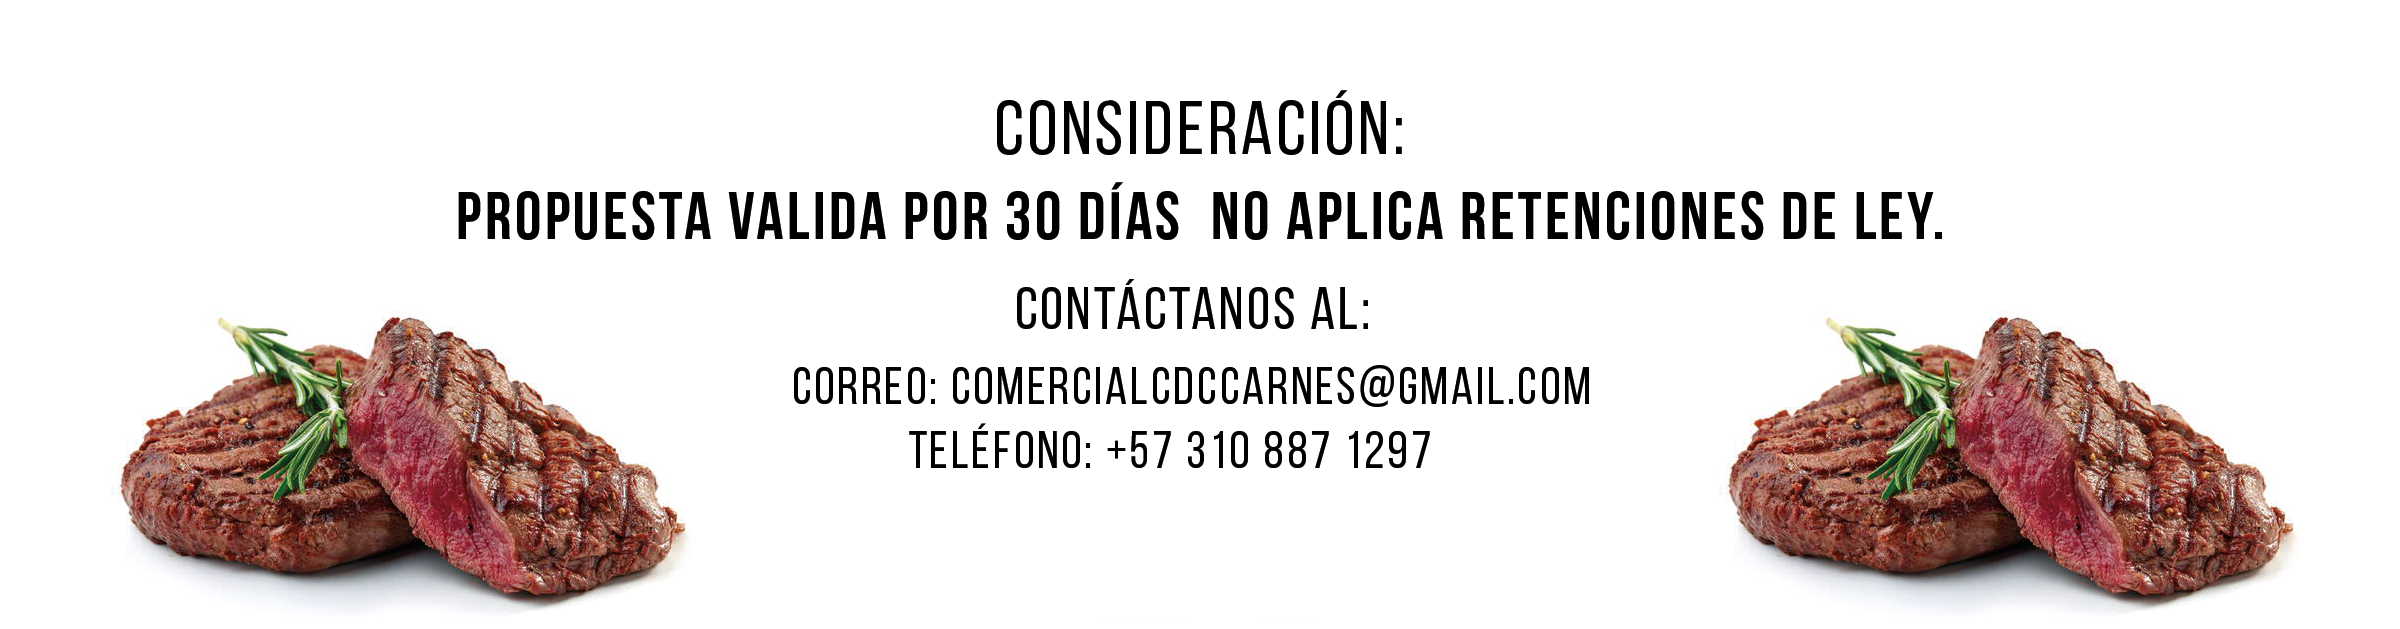 CONSIDERACIÓN:
PROPUESTA VALIDA POR 30 DÍAS  NO APLICA RETENCIONES DE LEY.
CONTÁCTANOS AL:
CORREO: COMERCIALCDCCARNES@GMAIL.COM
TELÉFONO: +57 310 887 1297